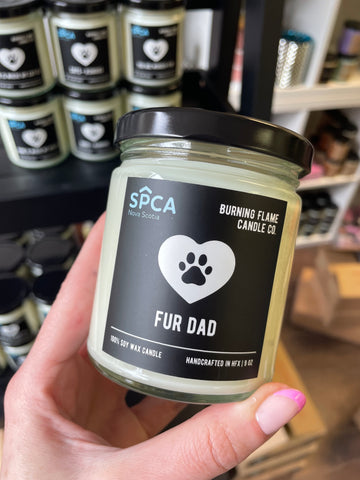 SPCA
Nova Scotia
BURNING FLAME
CANDLE CO.
FUR DAD
100% SOY WAX CANDLE
HANDCRAFTED IN HFX | 9 OZ